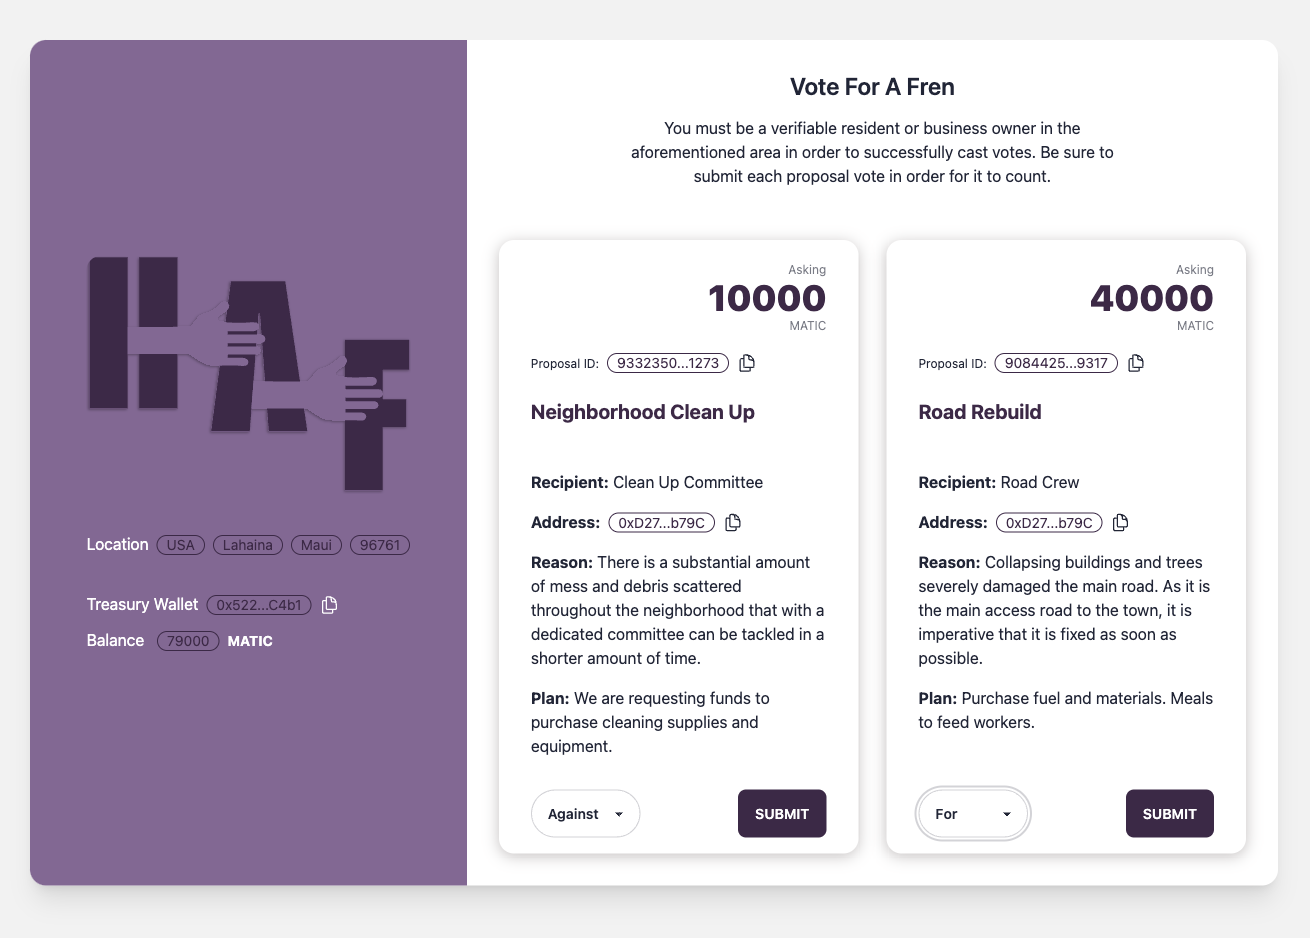 HAF
Location USA Lahaina Maui 96761
Treasury Wallet 0x522...C4b1
Balance 79000 MATIC
Vote For A Fren
You must be a verifiable resident or business owner in the
aforementioned area in order to successfully cast votes. Be sure to
submit each proposal vote in order for it to count.
Asking
10000
MATIC
Proposal ID: 9332350...1273
Neighborhood Clean Up
Recipient: Clean Up Committee
Address: 0xD27...b79C
Reason: There is a substantial amount
of mess and debris scattered
throughout the neighborhood that with a
dedicated committee can be tackled in a
shorter amount of time.
Plan: We are requesting funds to
purchase cleaning supplies and
equipment.
Against SUBMIT
Asking
40000
MATIC
Proposal ID: 9084425...9317
Road Rebuild
Recipient: Road Crew
Address: 0xD27...b79C
Reason: Collapsing buildings and trees
severely damaged the main road. As it is
the main access road to the town, it is
imperative that it is fixed as soon as
possible.
Plan: Purchase fuel and materials. Meals
to feed workers.
For SUBMIT